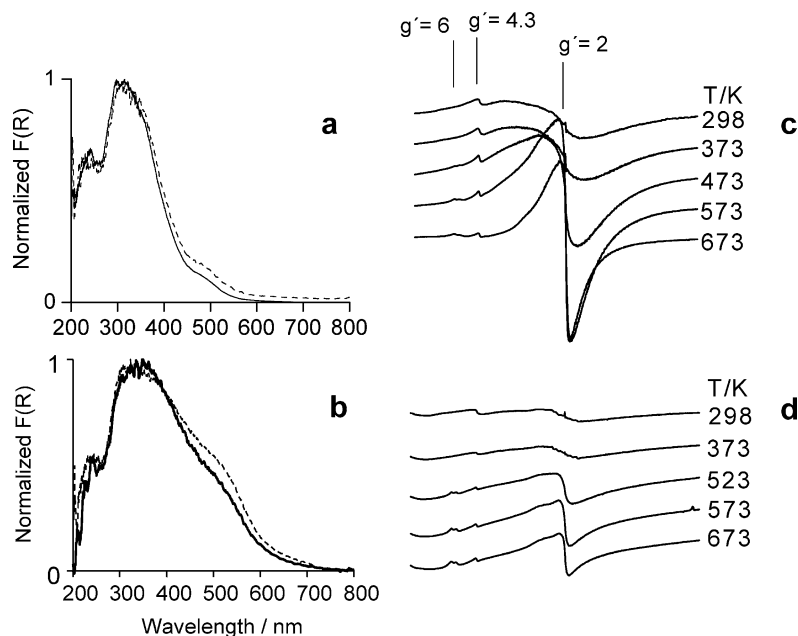 1
a
Normalized F(R)
0
200 300 400 500 600 700 800
1
b
Normalized F(R)
0
200 300 400 500 600 700 800
Wavelength / nm
g´= 6
g´= 4.3
g´= 2
T/K
c
298
373
473
573
673
T/K
d
298
373
523
573
673